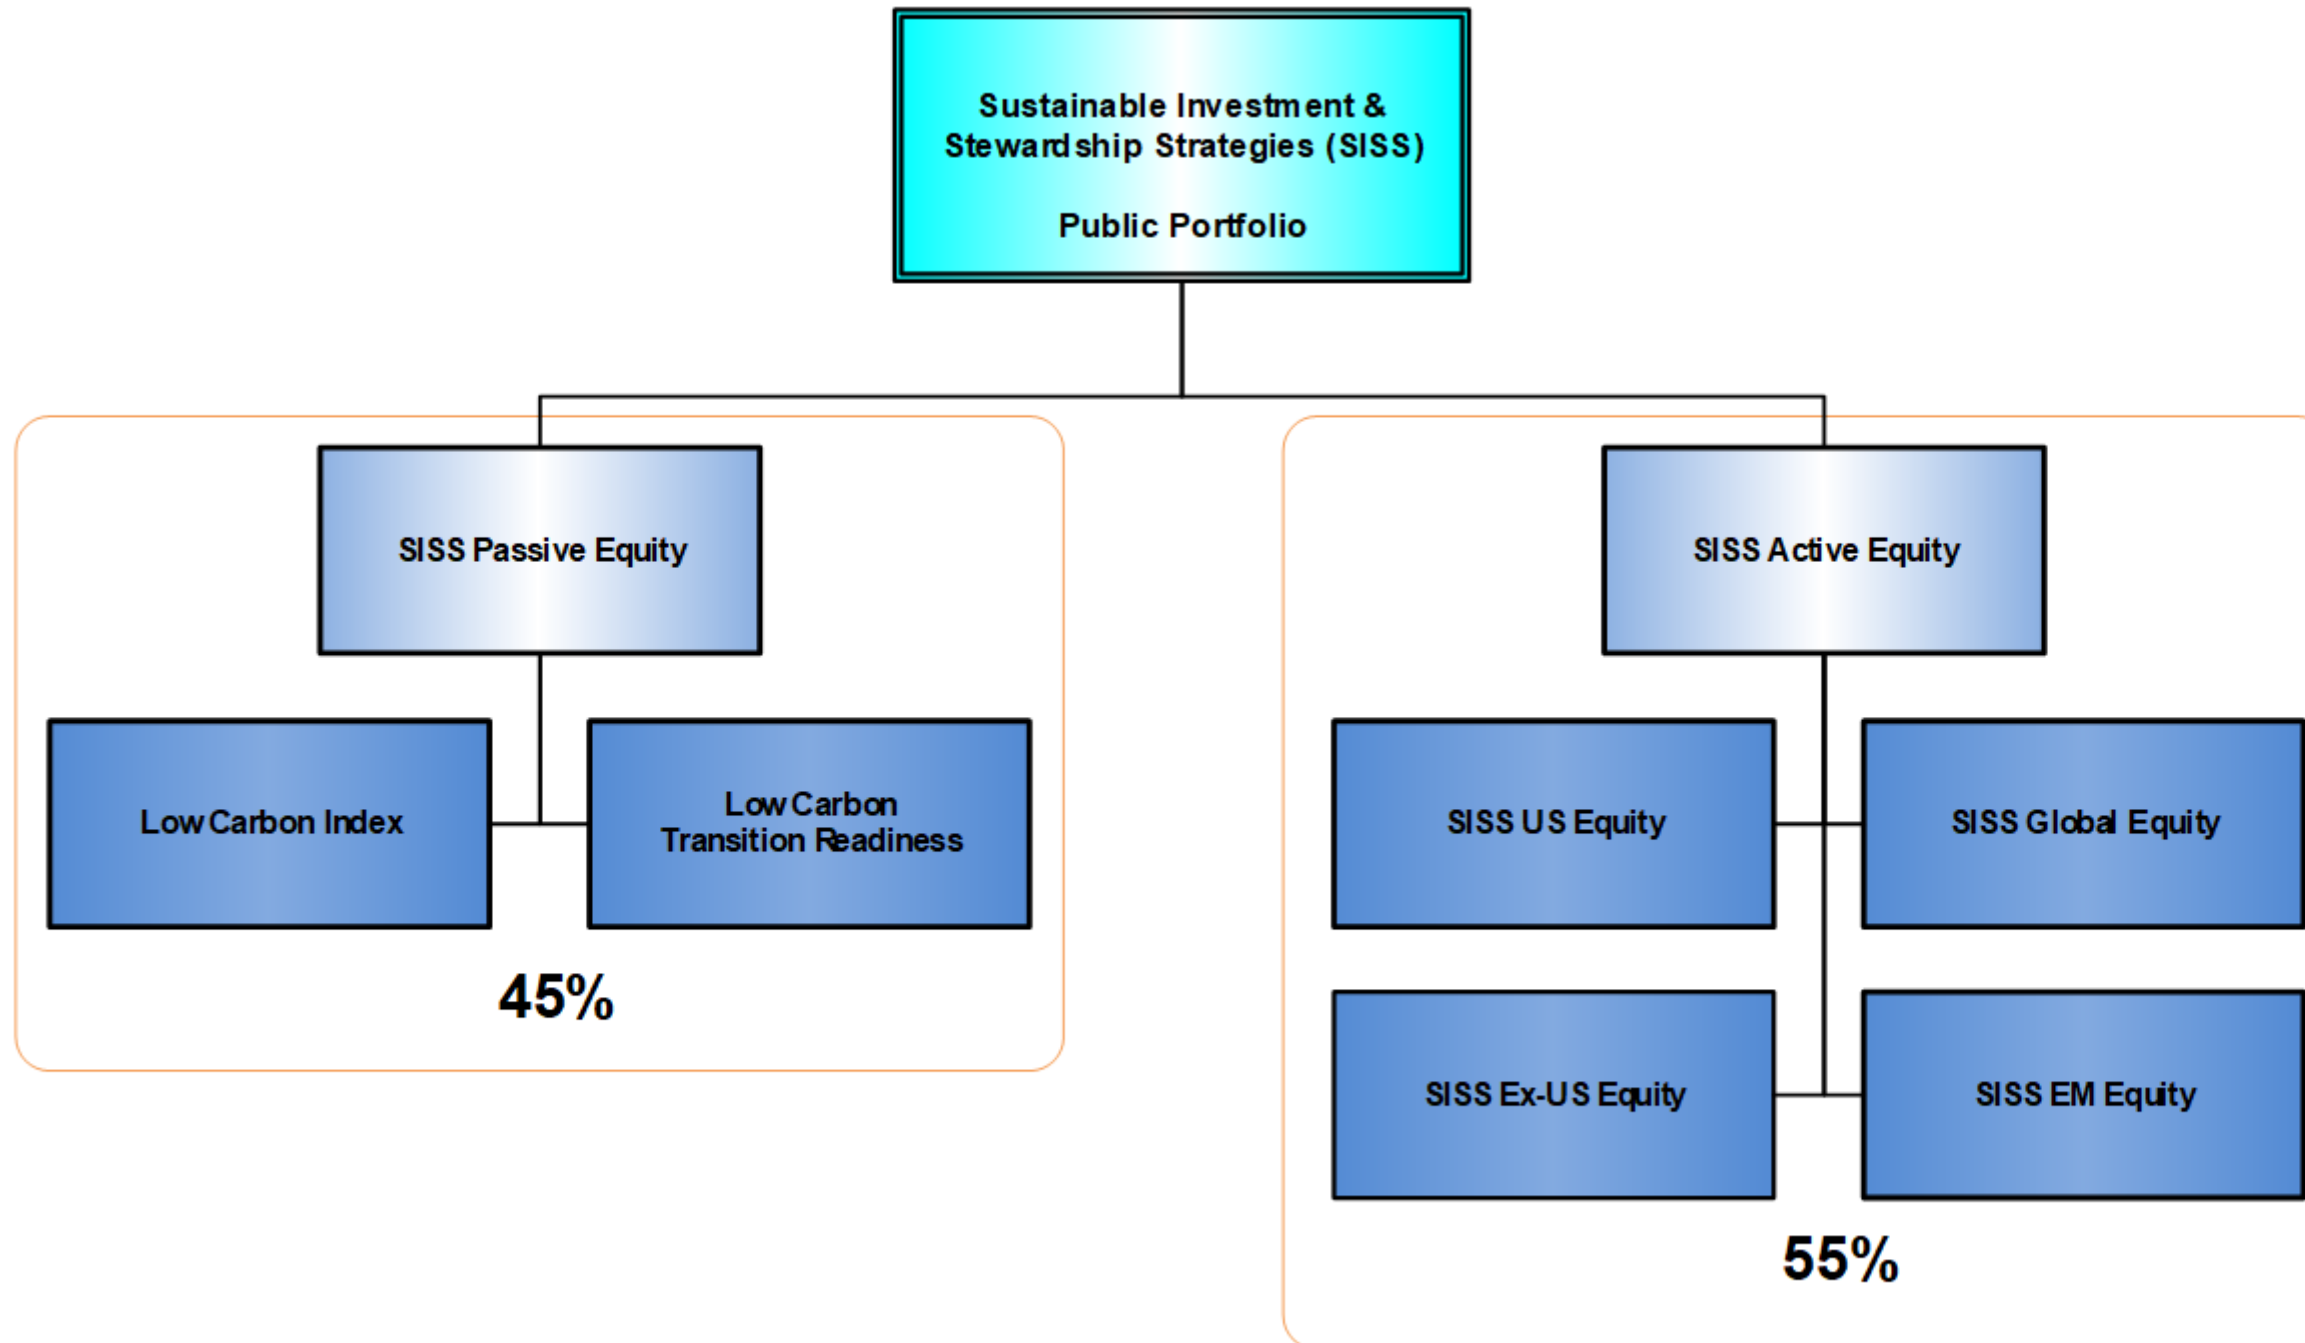 Sustainable Investment &
Stewardship Strategies (SISS)
Public Portfolio
SISS Passive Equity
SISS Active Equity
Low Carbon Index
Low Carbon
Transition Readiness
SISS US Equity
SISS Global Equity
45%
SISS Ex-US Equity
SISS EM Equity
55%